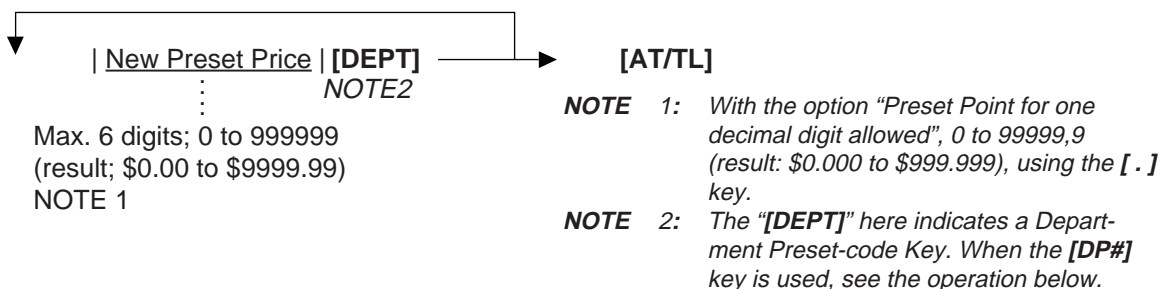 | New Preset Price | [DEPT]
NOTE2
Max. 6 digits; 0 to 999999
(result; $0.00 to $9999.99)
NOTE 1
[AT/TL]
NOTE 1: With the option “Preset Point for one
decimal digit allowed”, 0 to 99999,9
(result: $0.000 to $999.999), using the [ . ]
key.
NOTE 2: The “[DEPT]” here indicates a Depart-
ment Preset-code Key. When the [DP#]
key is used, see the operation below.